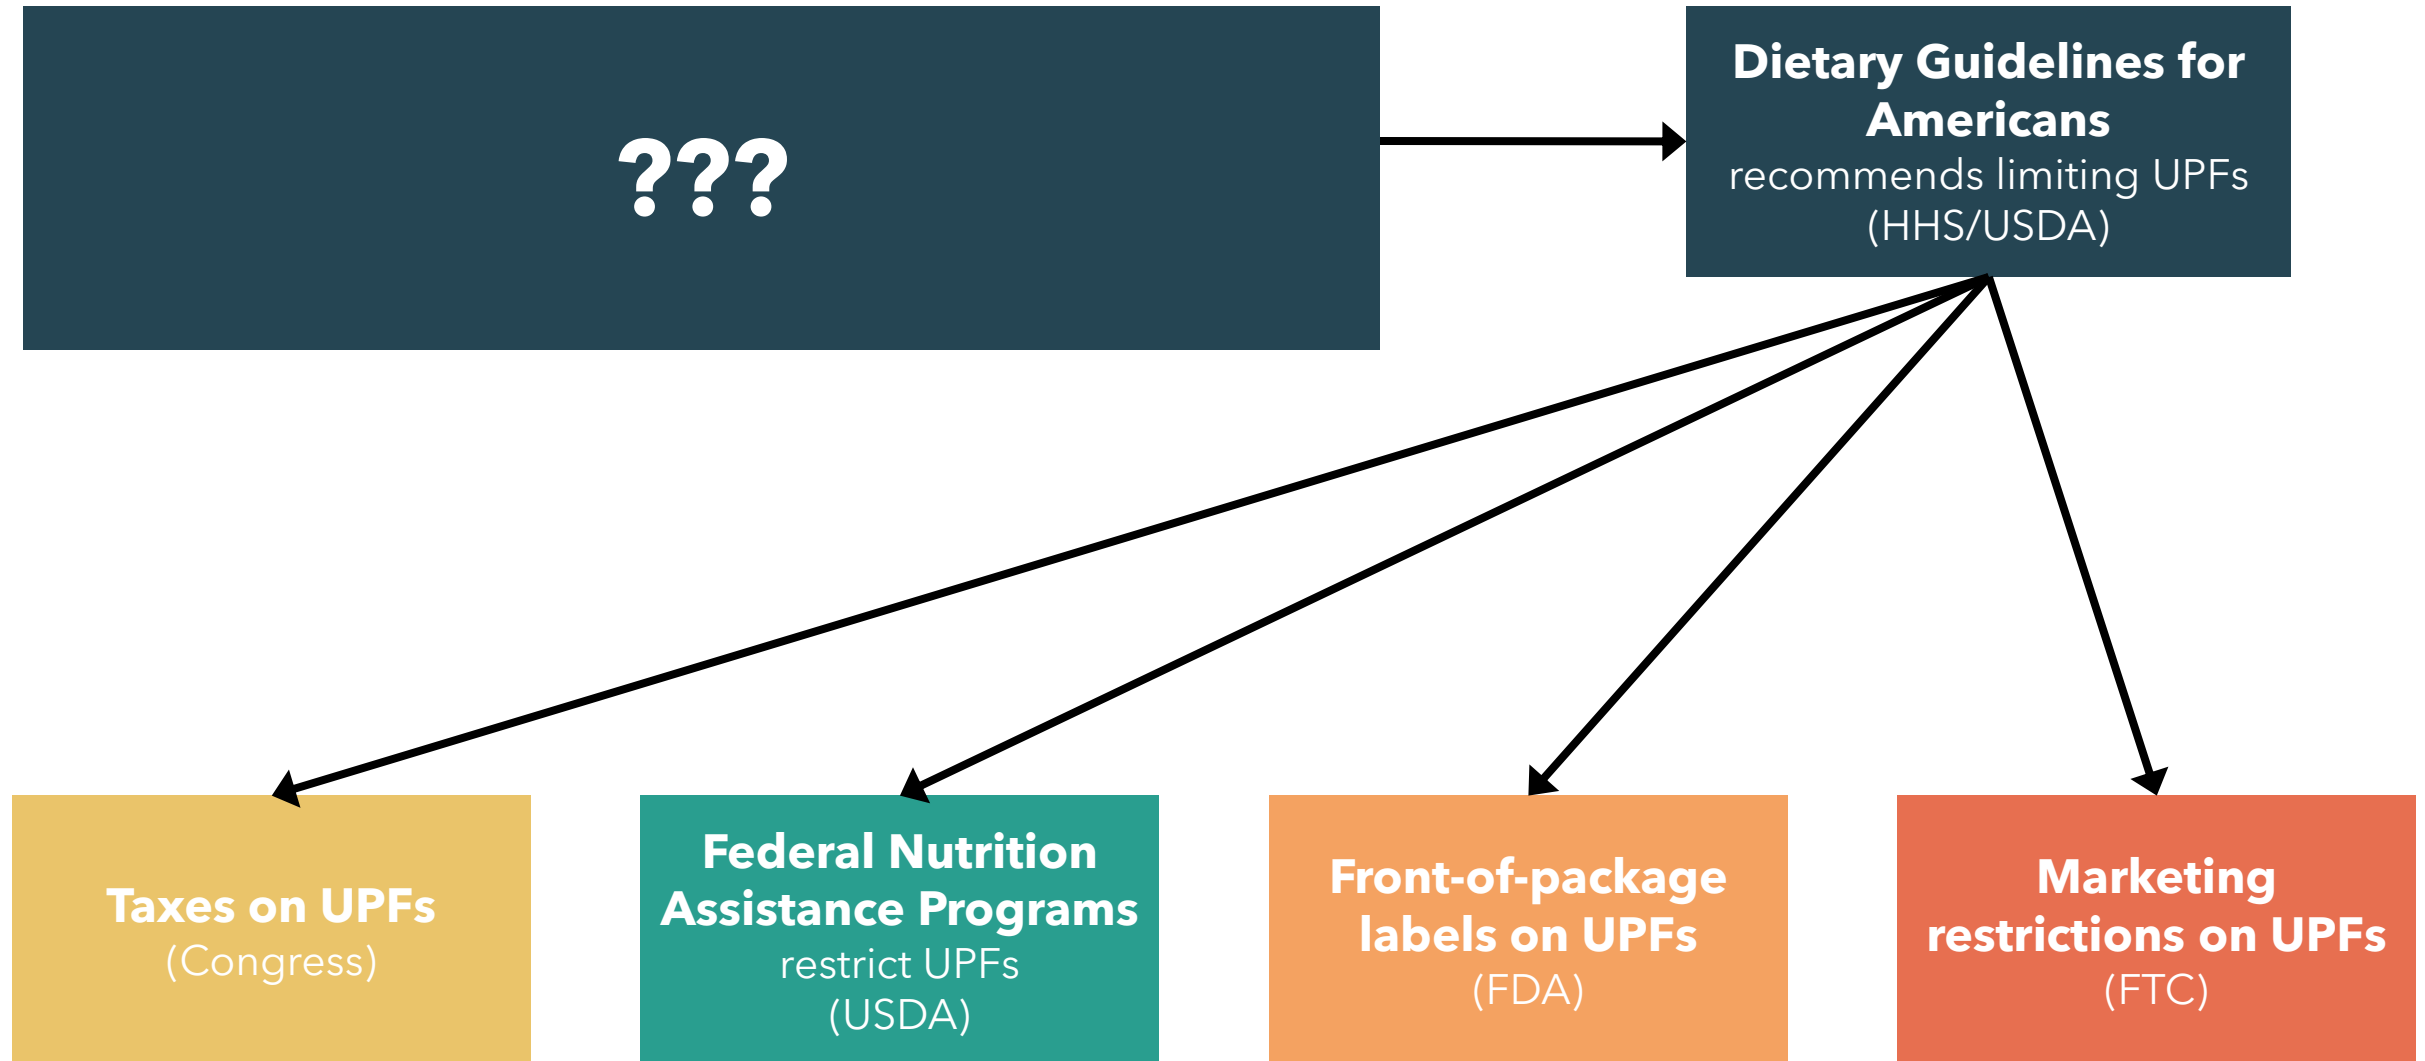 ???
Dietary Guidelines for
Americans
recommends limiting UPFs
(HHS/USDA)
Taxes on UPFs
(Congress)
Federal Nutrition
Assistance Programs
restrict UPFs
(USDA)
Front-of-package
labels on UPFs
(FDA)
Marketing
restrictions on UPFs
(FTC)